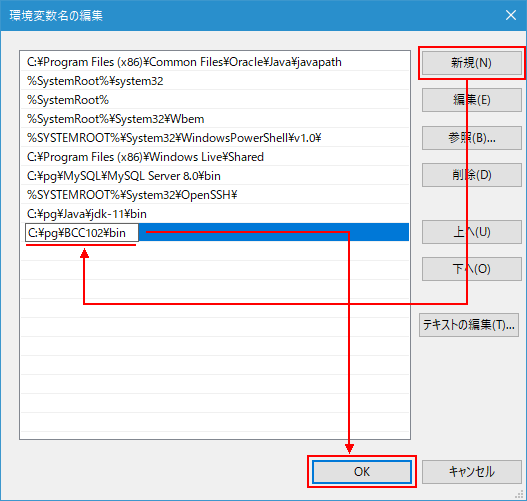 環境変数名の編集
C:¥Program Files (x86)¥Common Files¥Oracle¥Java¥javapath
%SystemRoot%¥system32
%SystemRoot%
%SystemRoot%¥System32¥Wbem
%SYSTEMROOT%¥System32¥WindowsPowerShell¥v1.0¥
C:¥Program Files (x86)¥Windows Live¥Shared
C:¥pg¥MySQL¥MySQL Server 8.0¥bin
%SYSTEMROOT%¥System32¥OpenSSH¥
C:¥pg¥Java¥jdk-11¥bin
C:¥pg¥BCC102¥bin
新規(N)
編集(E)
参照(B)...
削除(D)
上へ(U)
下へ(O)
テキストの編集(T)...
OK
キャンセル